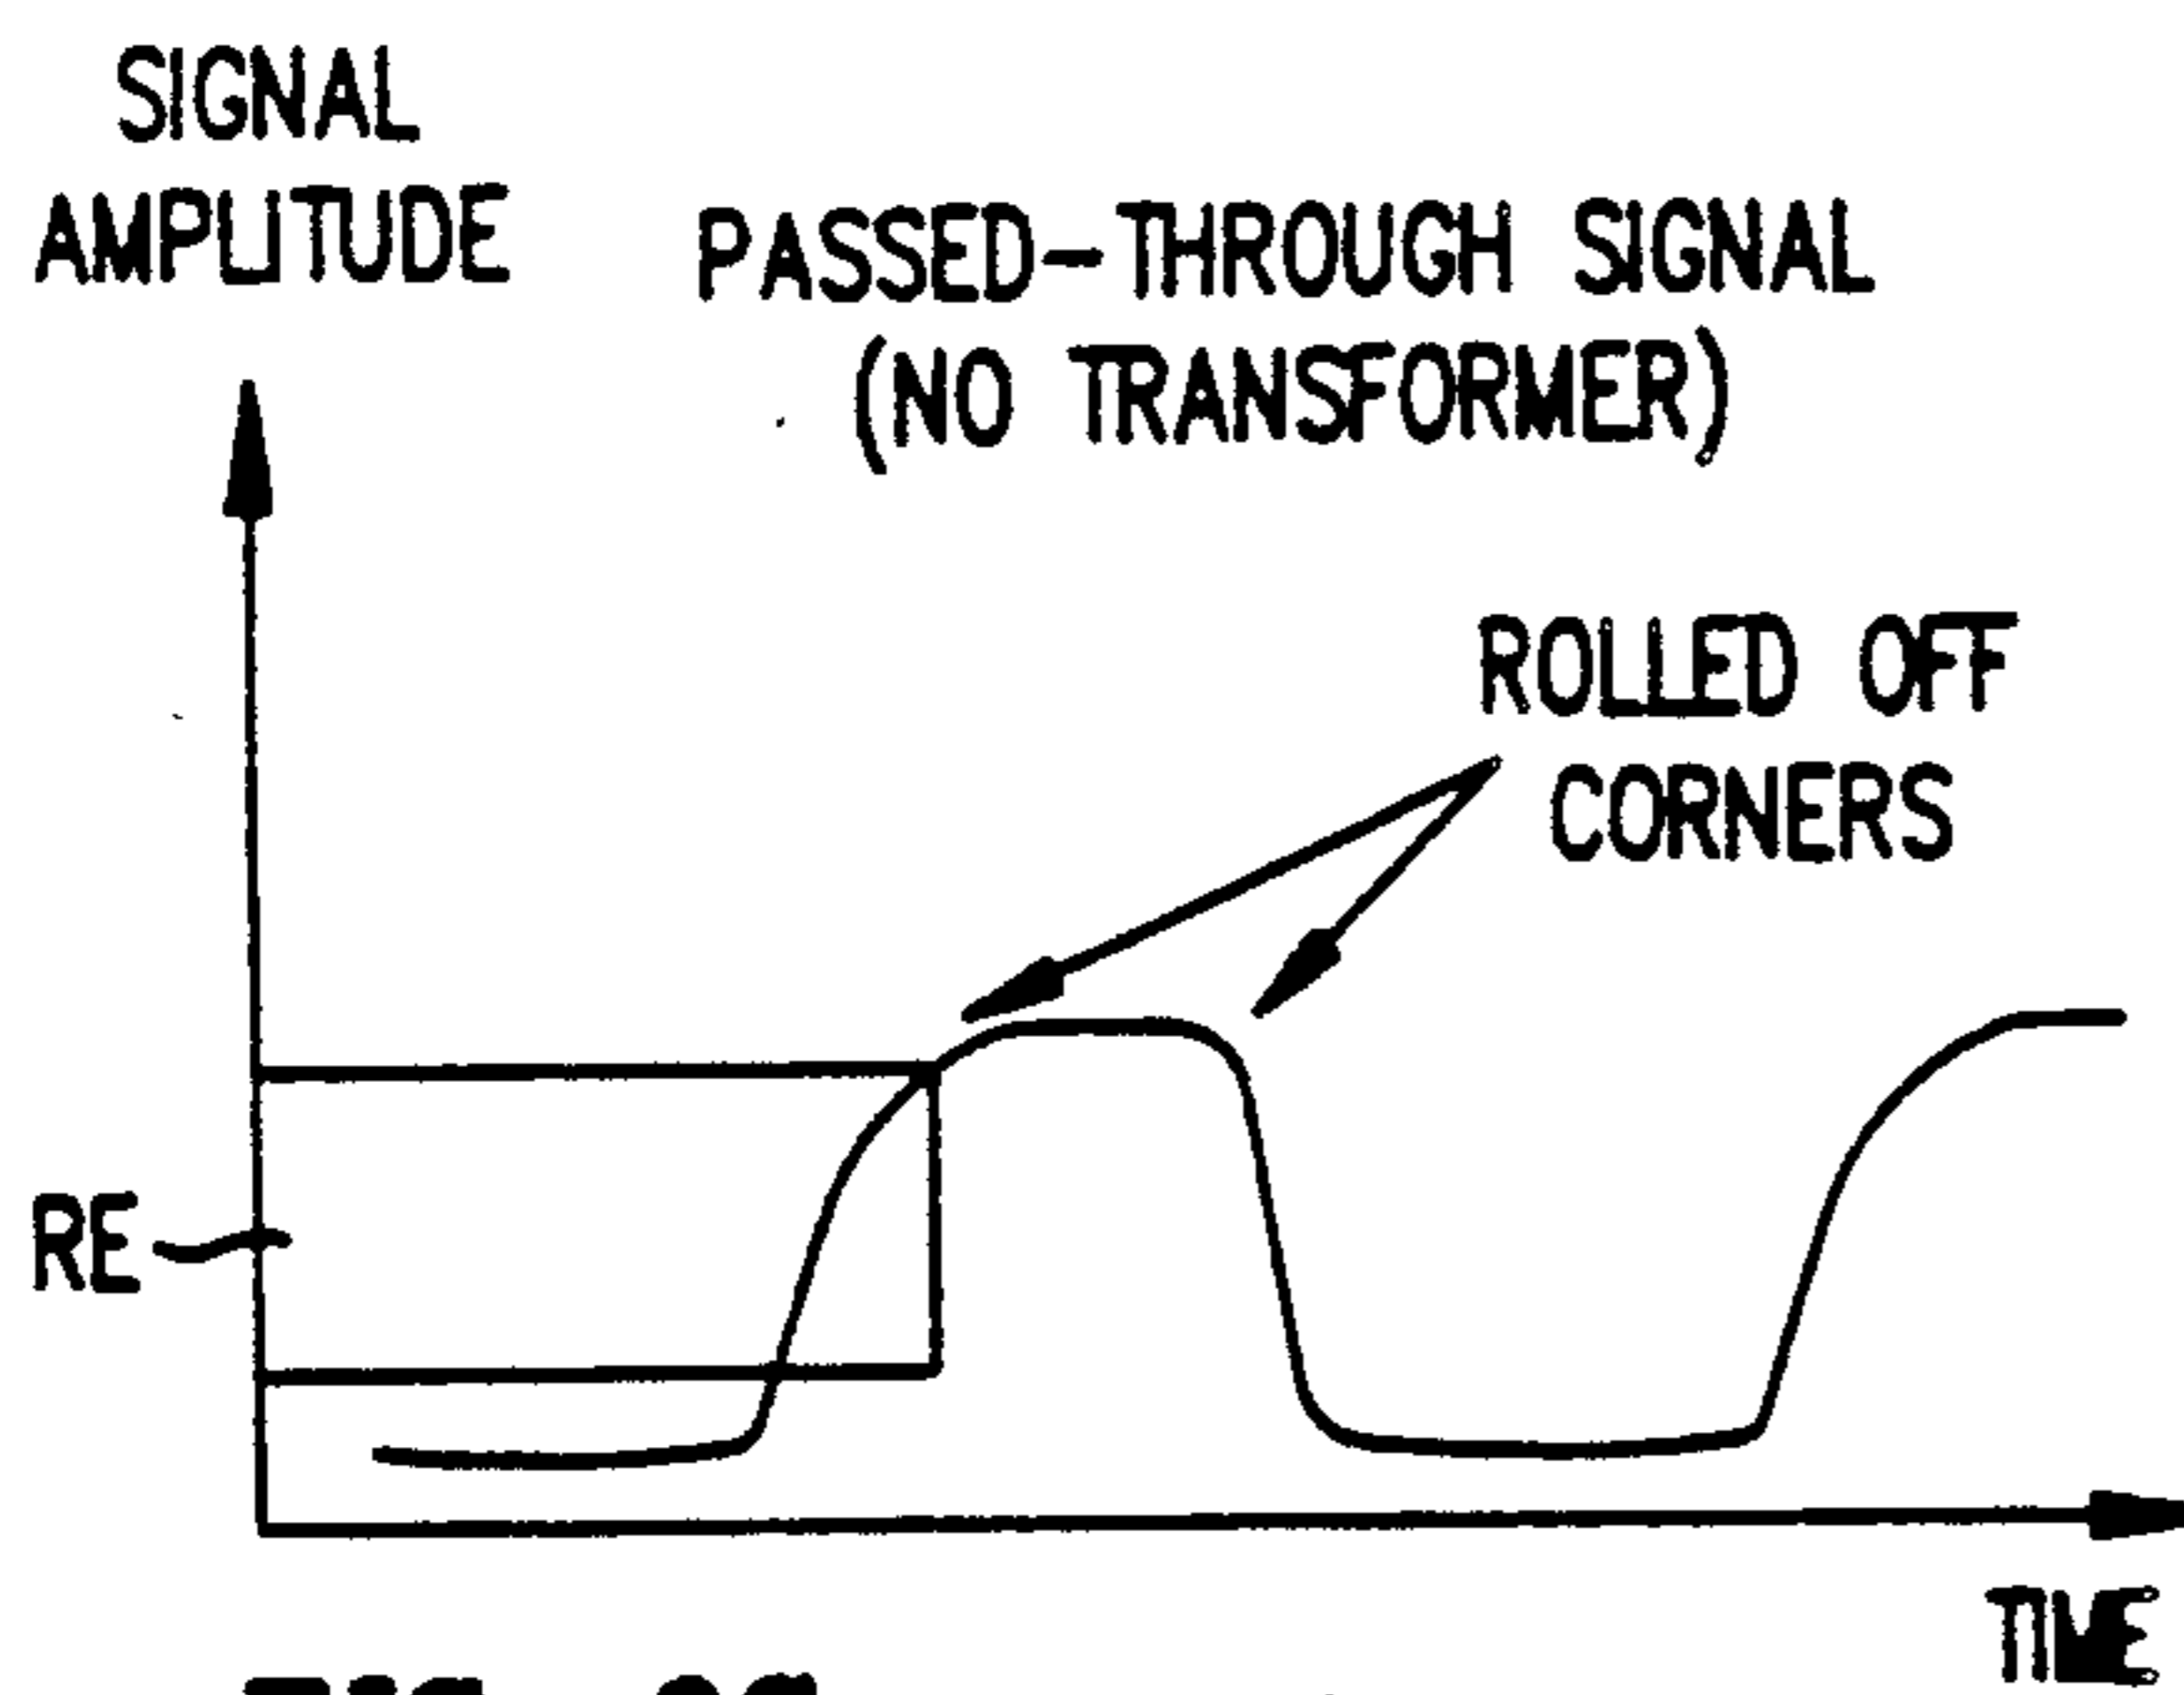 SIGNAL
AMPLITUDE
PASSED-THROUGH SIGNAL
(NO TRANSFORMER)
ROLLED OFF
CORNERS
RE
TIME